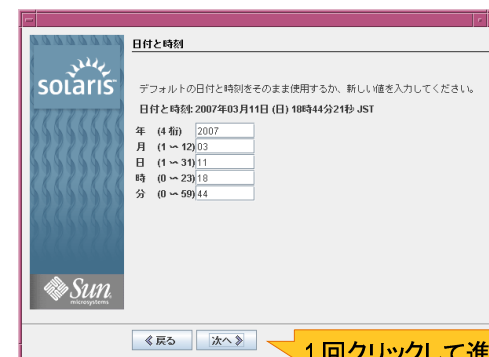 日付と時刻
solaris
デフォルトの日付と時刻をそのまま使用するか、新しい値を入力してください。
日付と時刻: 2007年03月11日 (日) 18時44分21秒 JST
年 (4 桁) 2007
月 (1 ～ 12) 03
日 (1 ～ 31) 11
時 (0 ～ 23) 18
分 (0 ～ 59) 44
Sun
microsystems
《 戻る 次へ 》
1回クリックして進